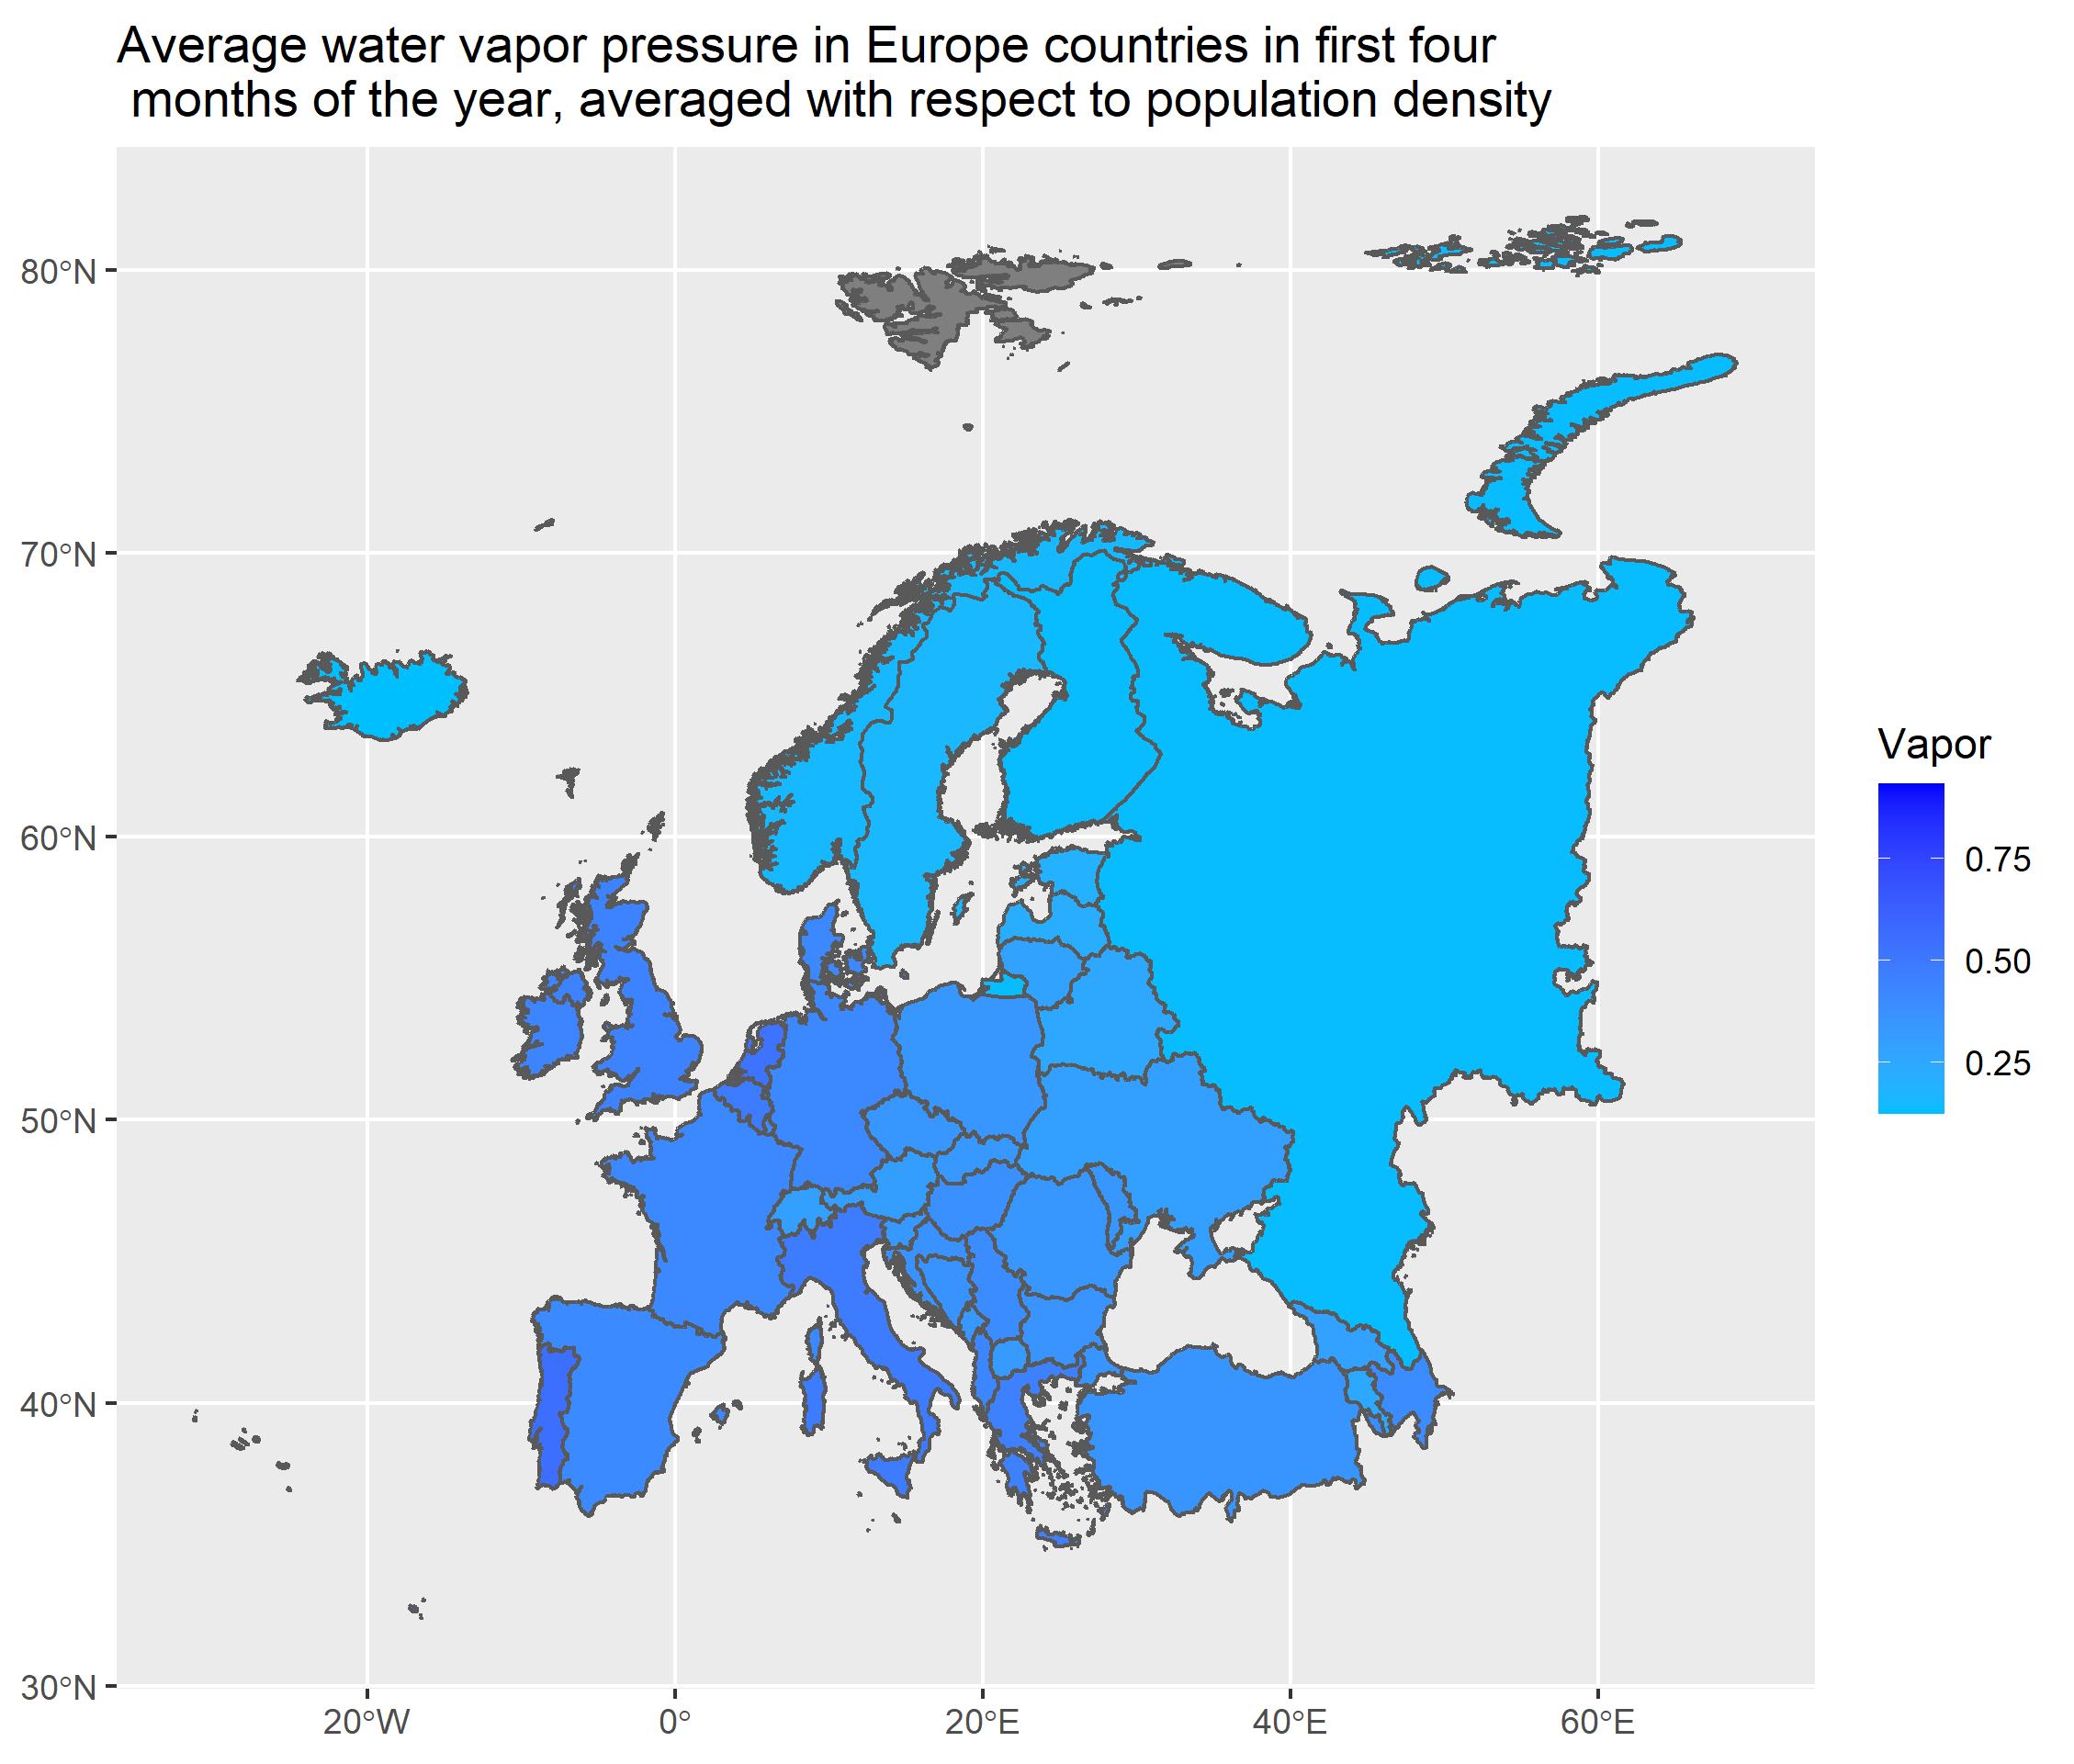 Average water vapor pressure in Europe countries in first four
months of the year, averaged with respect to population density
80°N
70°N
60°N
50°N
40°N
30°N
20°W
0°
20°E
40°E
60°E
Vapor
0.75
0.50
0.25